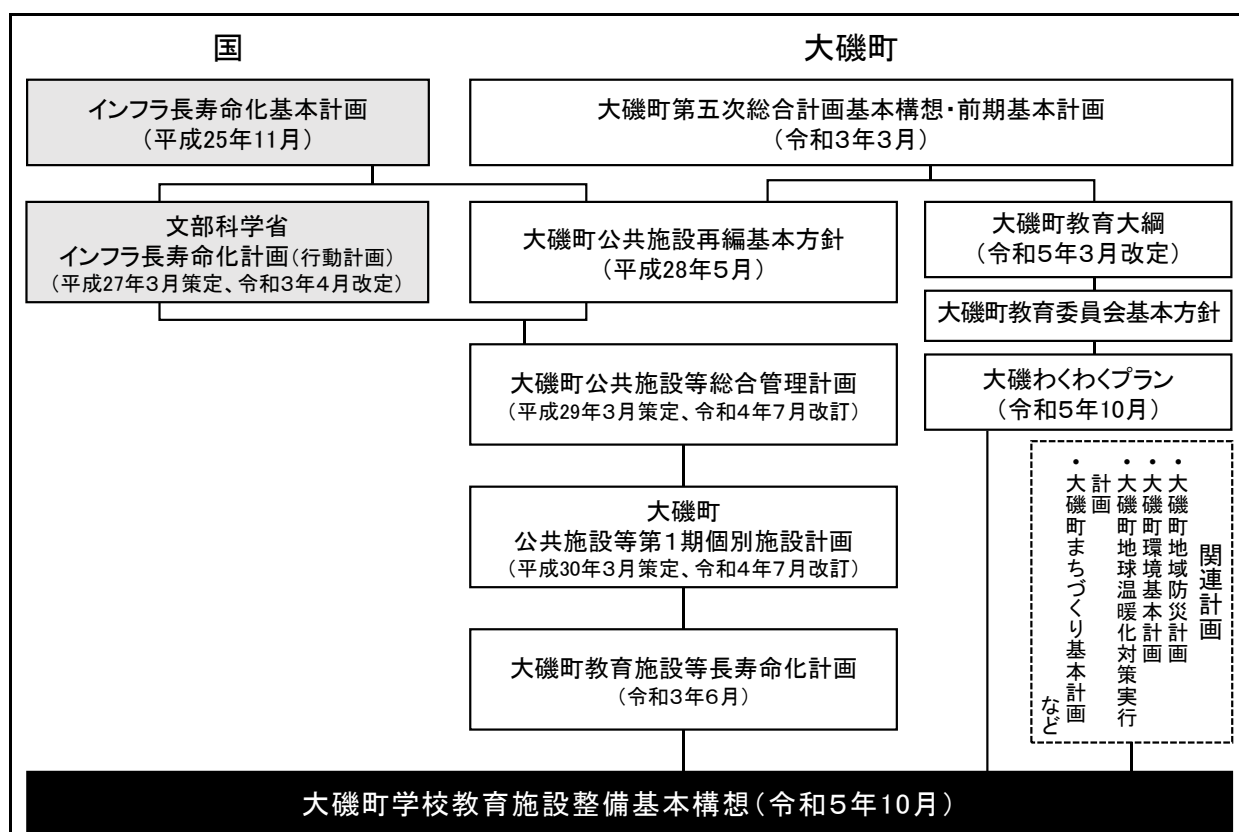 国
大磯町
インフラ長寿命化基本計画
（平成25年11月）
大磯町第五次総合計画基本構想・前期基本計画
（令和３年３月）
文部科学省
インフラ長寿命化計画（行動計画）
（平成27年３月策定、令和３年４月改定）
大磯町公共施設再編基本方針
（平成28年５月）
大磯町教育大綱
（令和５年３月改定）
大磯町教育委員会基本方針
大磯町公共施設等総合管理計画
（平成29年３月策定、令和４年７月改訂）
大磯わくわくプラン
（令和５年10月）
関連計画
・大磯町地域防災計画
・大磯町環境基本計画
・大磯町地球温暖化対策実行
計画
・大磯町まちづくり基本計画
など
大磯町
公共施設等第１期個別施設計画
（平成30年３月策定、令和４年７月改訂）
大磯町教育施設等長寿命化計画
（令和３年６月）
大磯町学校教育施設整備基本構想（令和５年10月）